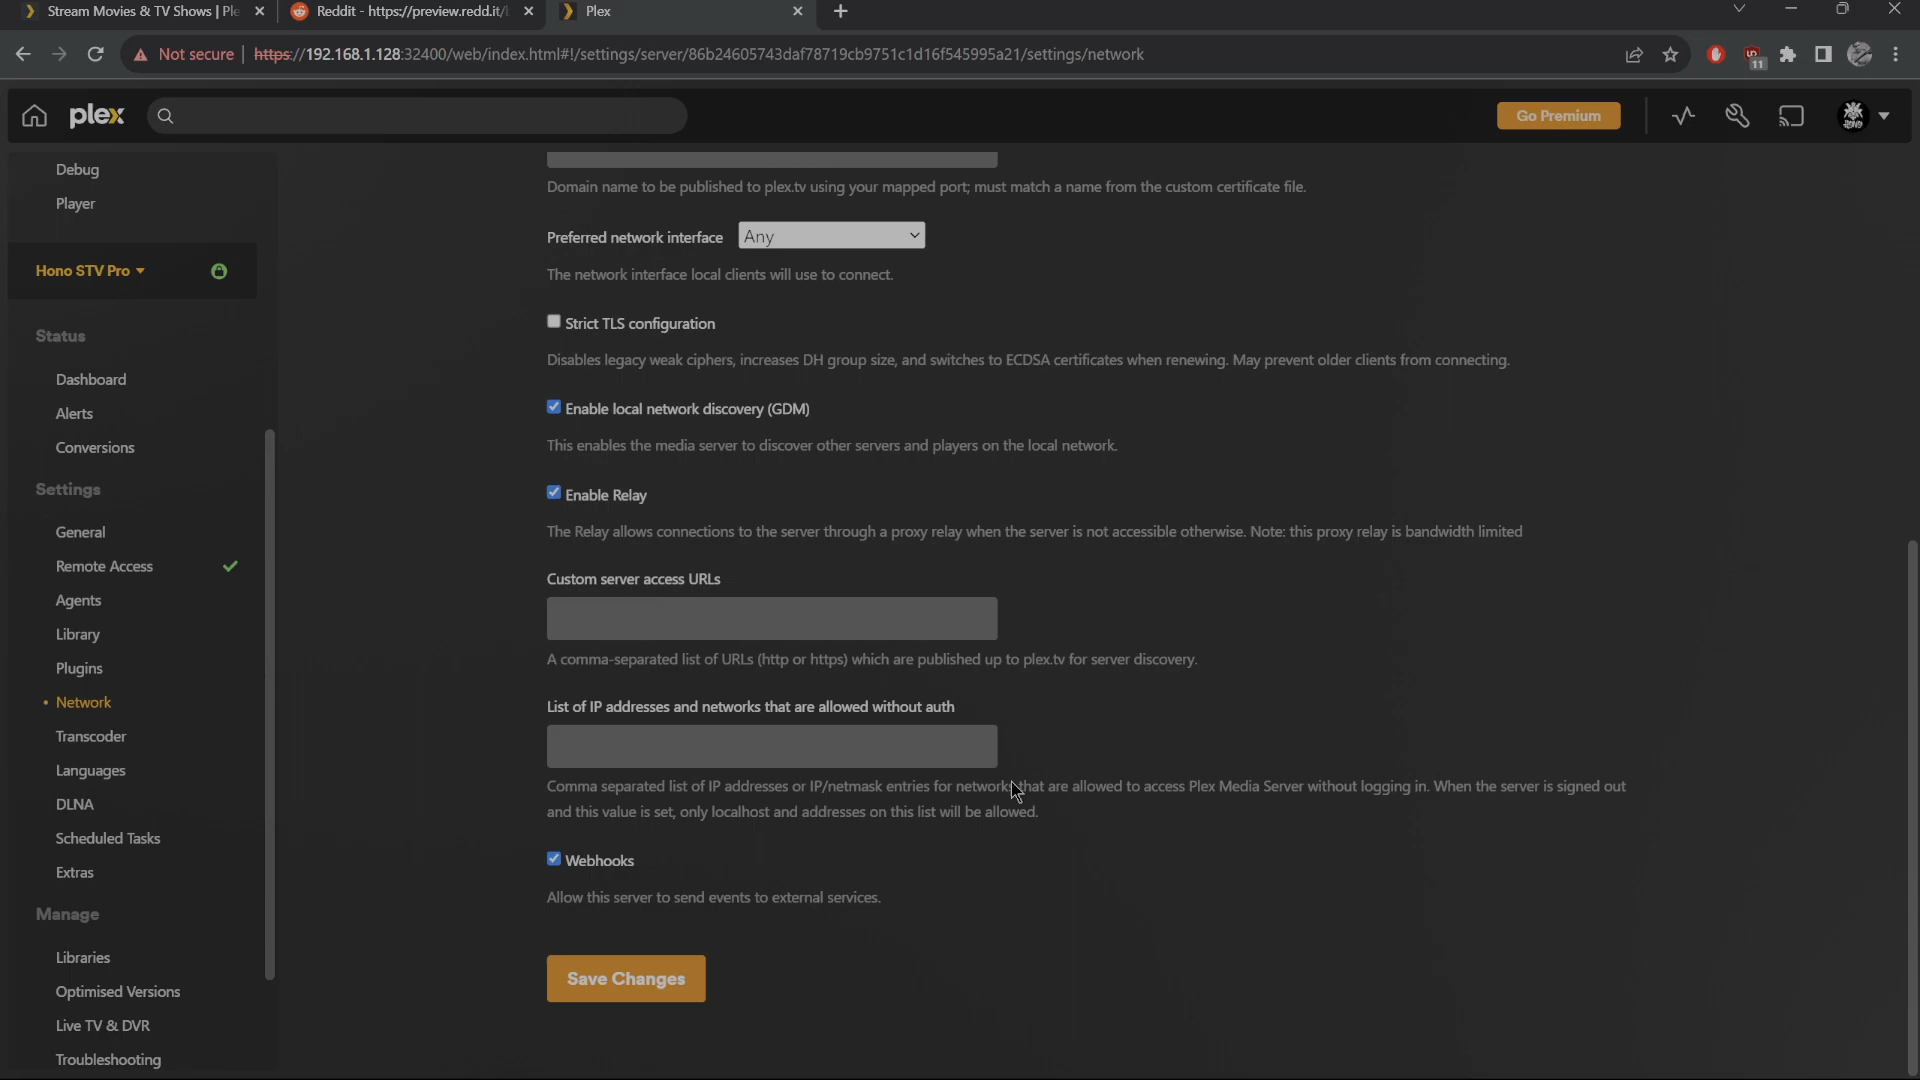 Stream Movies & TV Shows | Ple
Reddit - https://preview.redd.it/
Plex
Not secure
https://192.168.1.128:32400/web/index.html#!/settings/server/86b24605743daf78719cb9751c1d16f545995a21/settings/network
11
plex
Go Premium
Debug
Player
Hono STV Pro
Status
Dashboard
Alerts
Conversions
Settings
General
Remote Access
Agents
Library
Plugins
Network
Transcoder
Languages
DLNA
Scheduled Tasks
Extras
Manage
Libraries
Optimised Versions
Live TV & DVR
Troubleshooting
Domain name to be published to plex.tv using your mapped port; must match a name from the custom certificate file.
Preferred network interface Any
The network interface local clients will use to connect.
Strict TLS configuration
Disables legacy weak ciphers, increases DH group size, and switches to ECDSA certificates when renewing. May prevent older clients from connecting.
Enable local network discovery (GDM)
This enables the media server to discover other servers and players on the local network.
Enable Relay
The Relay allows connections to the server through a proxy relay when the server is not accessible otherwise. Note: this proxy relay is bandwidth limited
Custom server access URLs
A comma-separated list of URLs (http or https) which are published up to plex.tv for server discovery.
List of IP addresses and networks that are allowed without auth
Comma separated list of IP addresses or IP/netmask entries for networks that are allowed to access Plex Media Server without logging in. When the server is signed out
and this value is set, only localhost and addresses on this list will be allowed.
Webhooks
Allow this server to send events to external services.
Save Changes